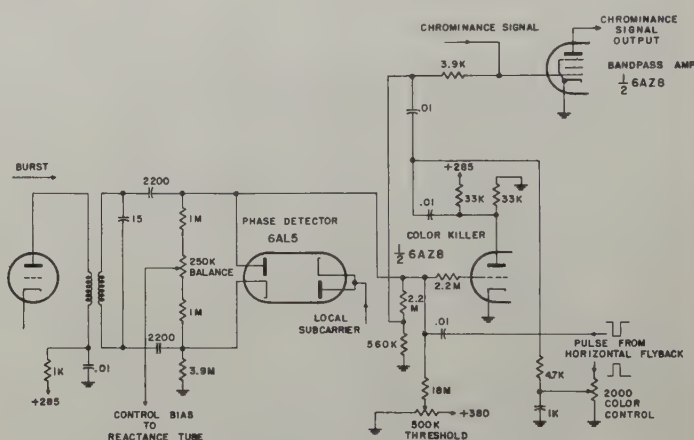 CHROMINANCE SIGNAL
CHROMINANCE
SIGNAL
OUTPUT
BANDPASS AMP
1/2 6AZ8
3.9K
.01
+285
33K
33K
.01
COLOR KILLER
1/2 6AZ8
BURST
2200
15
1M
250K
BALANCE
1M
2200
3.9M
1K
.01
+285
CONTROL BIAS
TO
REACTANCE TUBE
PHASE DETECTOR
6AL5
LOCAL
SUBCARRIER
2.2M
2.2
M
560K
.01
18M
+380
500K
THRESHOLD
PULSE FROM
HORIZONTAL FLYBACK
47K
1K
2000
COLOR
CONTROL